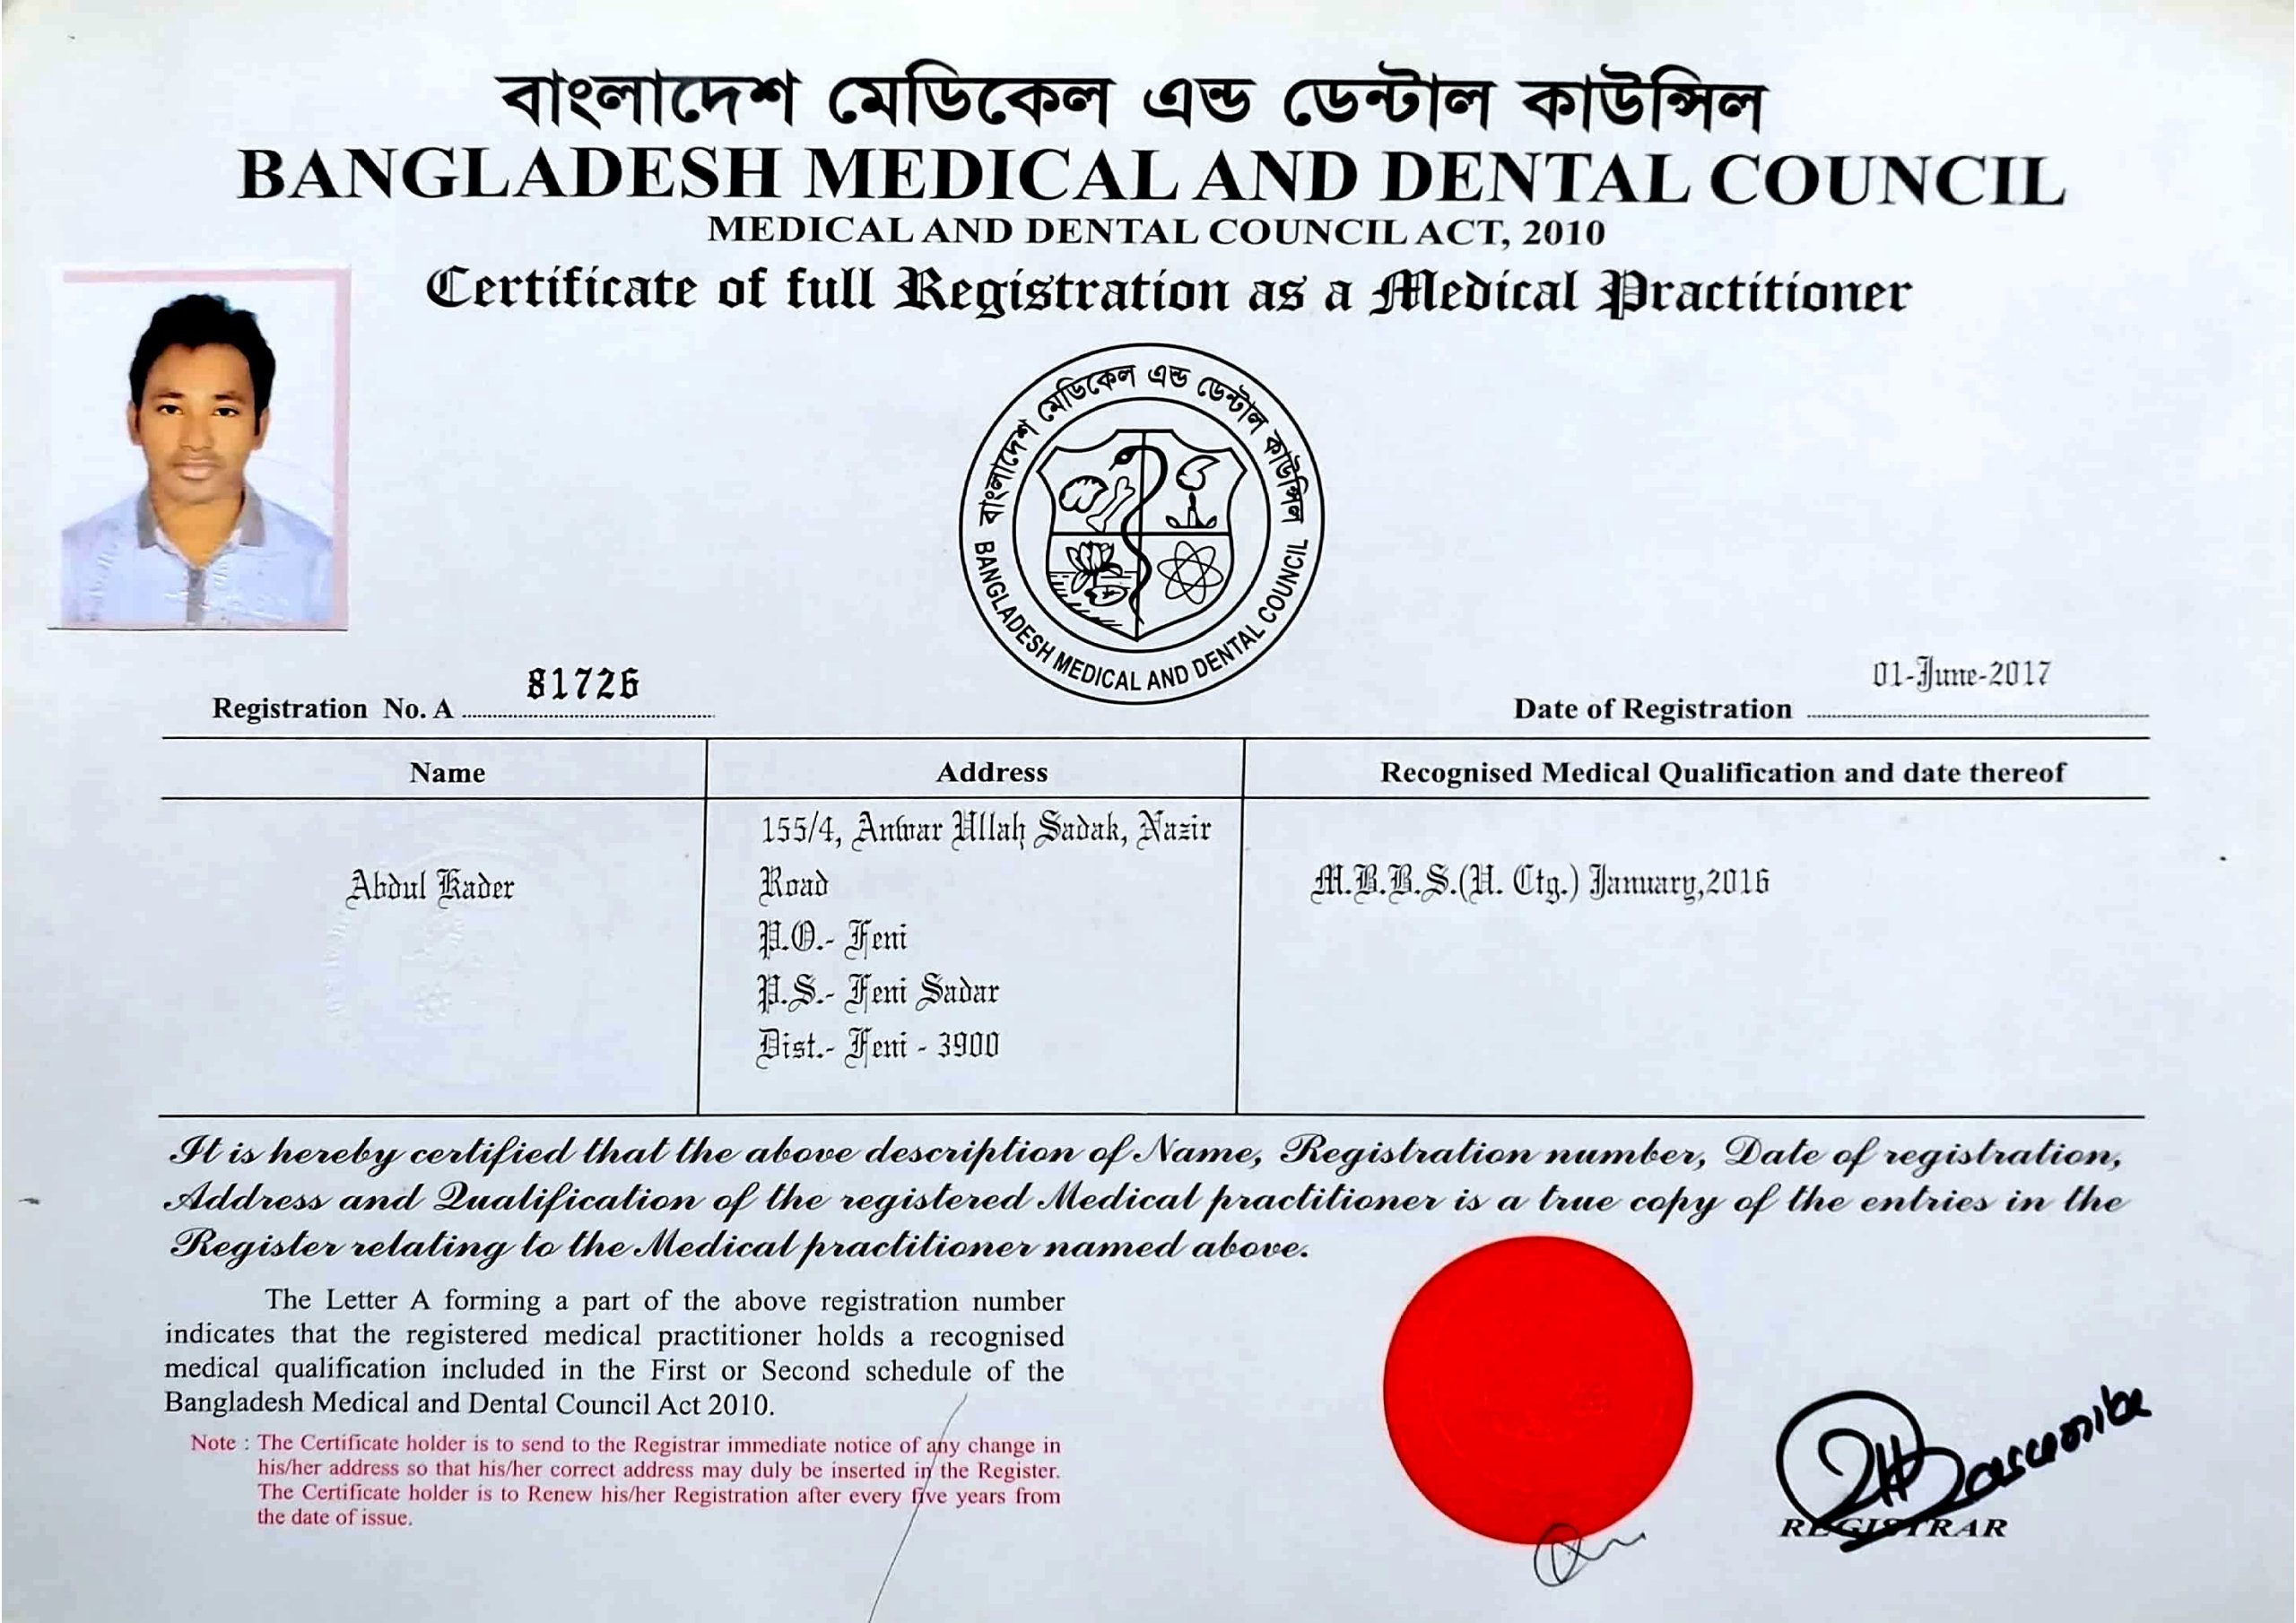 বাংলাদেশ মেডিকেল এন্ড ডেন্টাল কাউন্সিল
BANGLADESH MEDICAL AND DENTAL COUNCIL
MEDICAL AND DENTAL COUNCIL ACT, 2010
Certificate of full Registration as a Medical Practitioner
বাংলাদেশ মেডিকেল এন্ড ডেন্টাল কাউন্সিল
BANGLADESH MEDICAL AND DENTAL COUNCIL
Registration No. A 81726
Date of Registration 01-June-2017
Name
Address
Recognised Medical Qualification and date thereof
Abdul Kader
155/4, Anwar Ullah Sadak, Nazir
Road
P.O.- Feni
P.S.- Feni Sadar
Dist.- Feni - 3900
M.B.B.S.(U. Ctg.) January,2016
It is hereby certified that the above description of Name, Registration number, Date of registration,
Address and Qualification of the registered Medical practitioner is a true copy of the entries in the
Register relating to the Medical practitioner named above.
The Letter A forming a part of the above registration number
indicates that the registered medical practitioner holds a recognised
medical qualification included in the First or Second schedule of the
Bangladesh Medical and Dental Council Act 2010.
Note : The Certificate holder is to send to the Registrar immediate notice of any change in
his/her address so that his/her correct address may duly be inserted in the Register.
The Certificate holder is to Renew his/her Registration after every five years from
the date of issue.
REGISTRAR